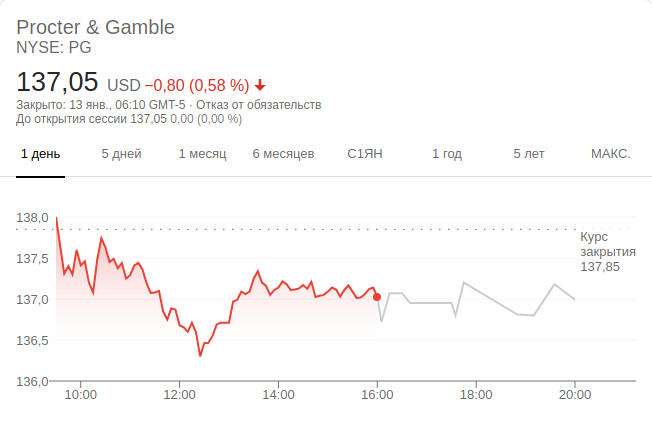 Procter & Gamble
NYSE: PG
137,05 USD −0,80 (0,58 %)
Закрыто: 13 янв., 06:10 GMT-5 · Отказ от обязательств
До открытия сессии 137,05 0,00 (0,00 %)
1 день 5 дней 1 месяц 6 месяцев С1ЯН 1 год 5 лет МАКС.
138,0
Курс
закрытия
137,85
137,5
137,0
136,5
136,0
10:00 12:00 14:00 16:00 18:00 20:00